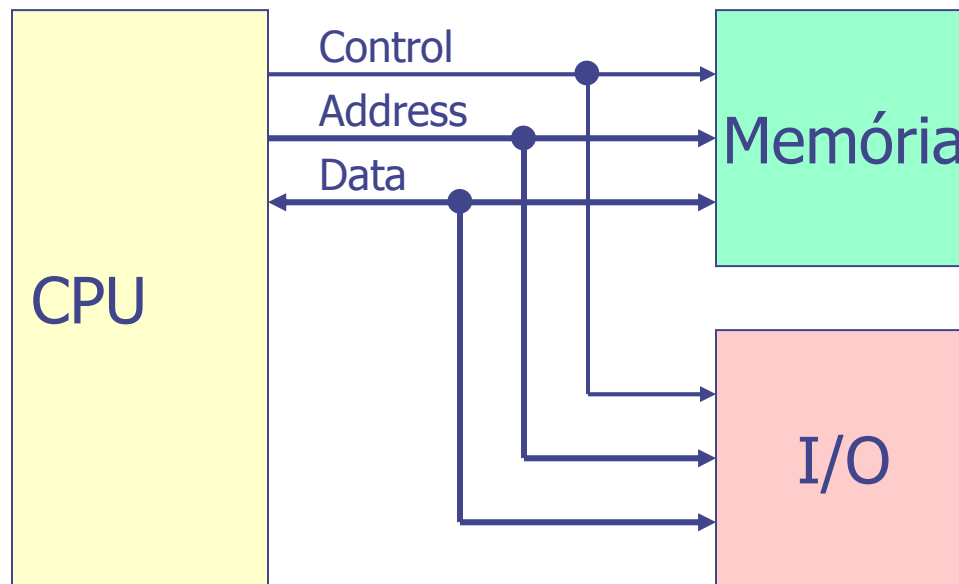 Control
Address
Memória
Data
CPU
I/O